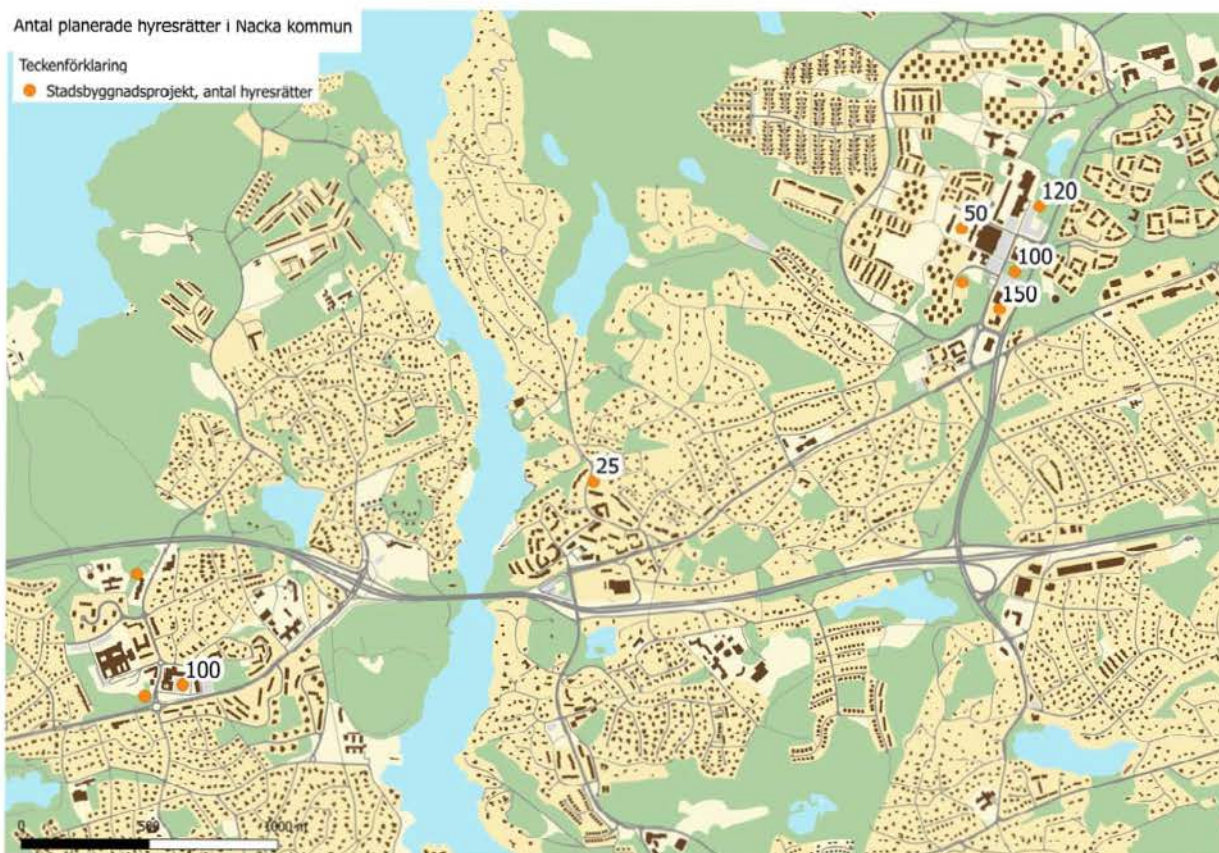 Antal planerade hyresrätter i Nacka kommun
Teckenförklaring
Stadsbyggnadsprojekt, antal hyresrätter
120
50
100
150
25
100
0 500 1000 m